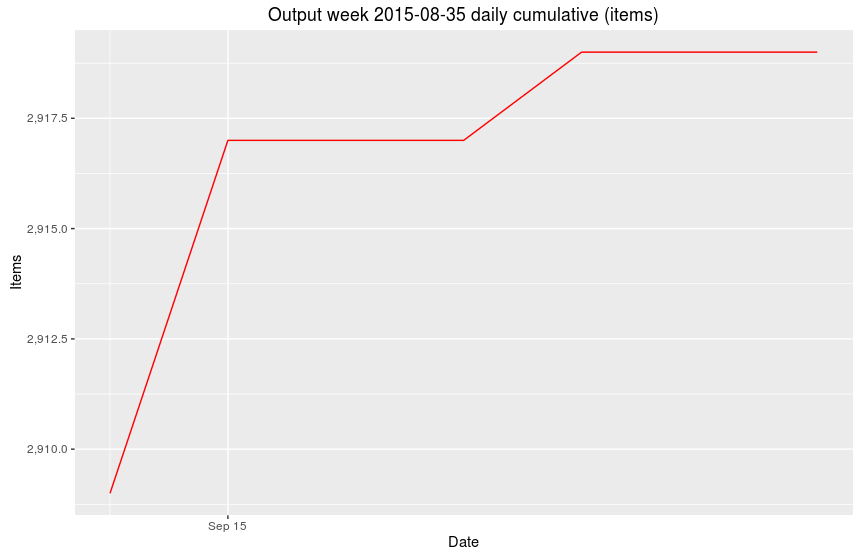 Output week 2015-08-35 daily cumulative (items)
2,917.5
2,915.0
2,912.5
2,910.0
Items
Sep 15
Date